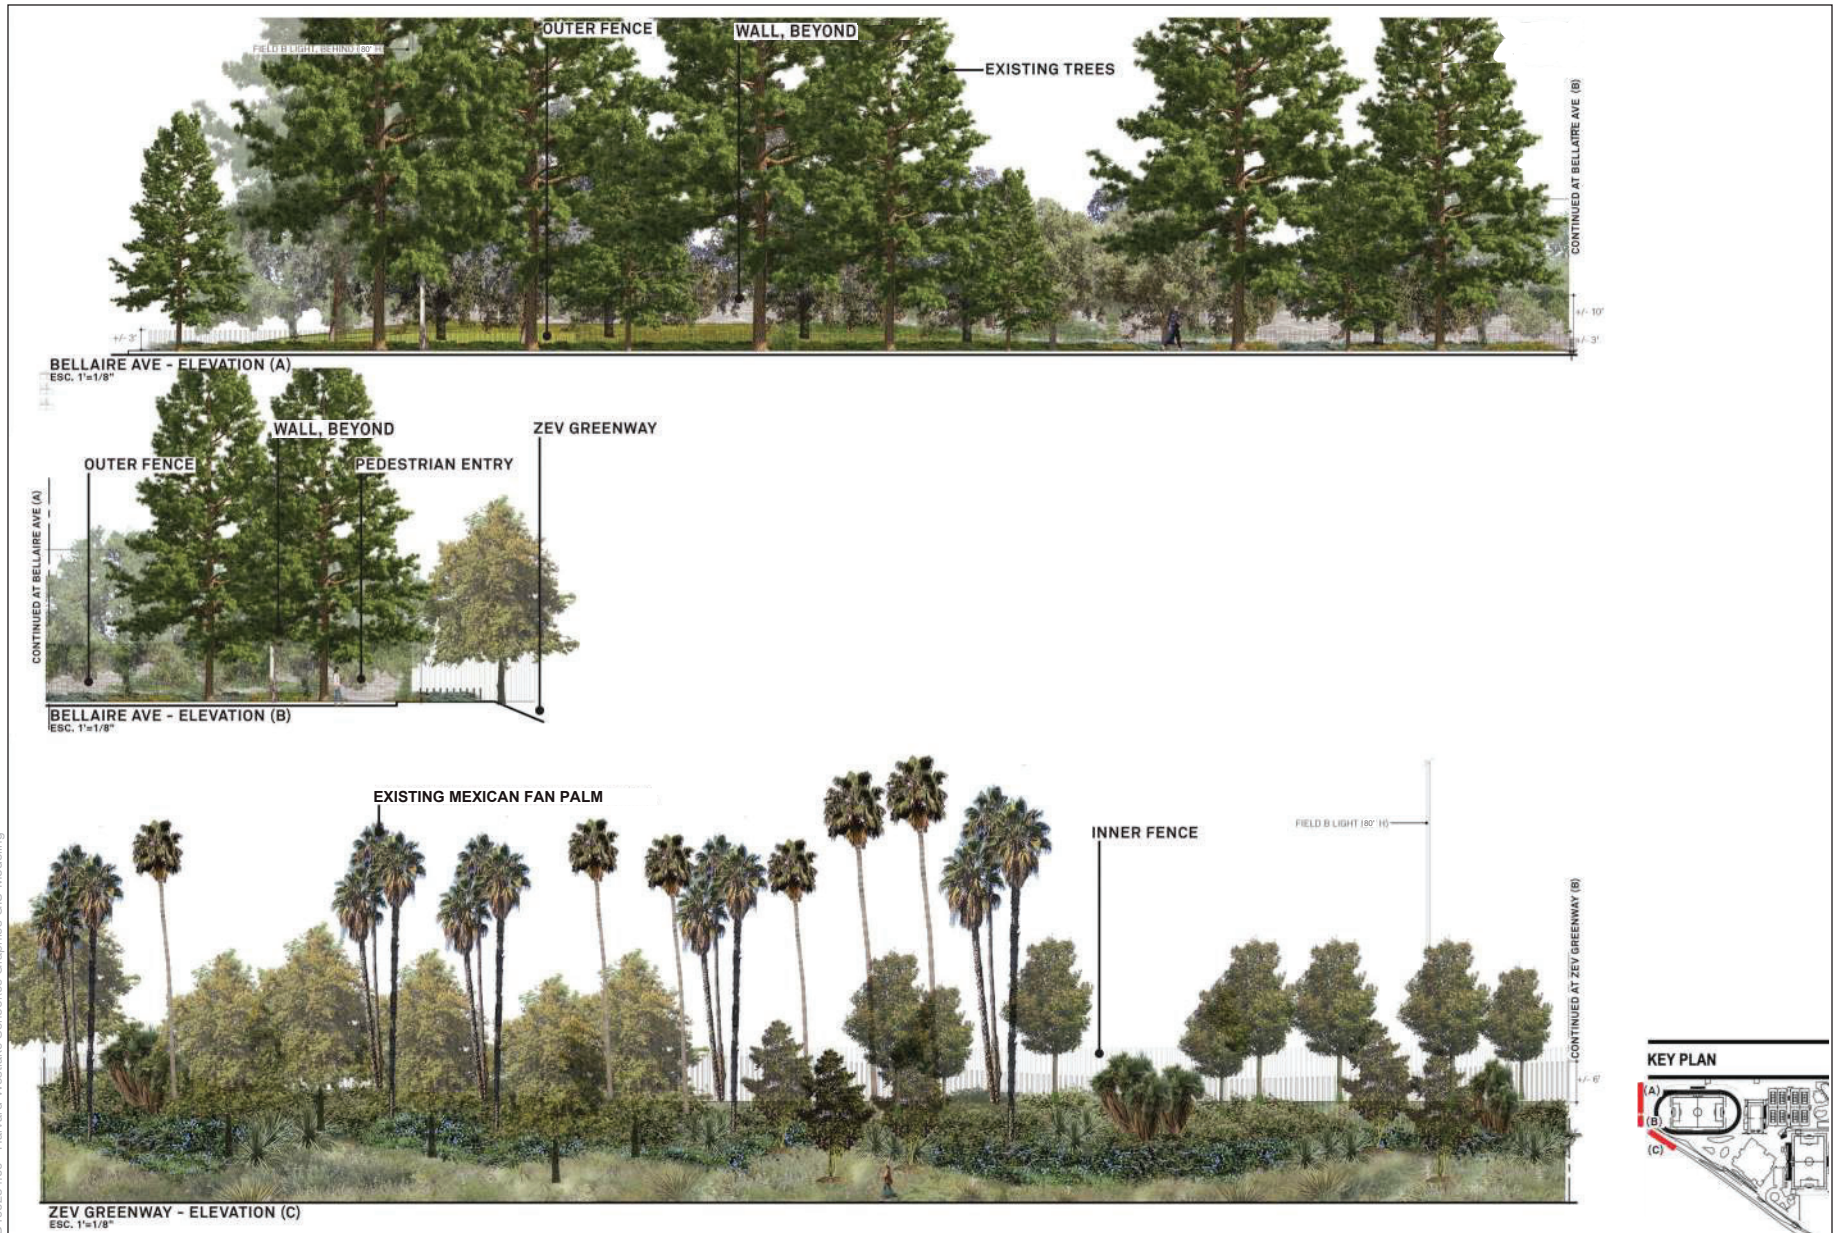 OUTER FENCE
WALL, BEYOND
FIELD B LIGHT, BEHIND (80' H)
EXISTING TREES
CONTINUED AT BELLAIRE AVE (B)
+/- 10'
+/- 3'
+/- 3'
BELLAIRE AVE - ELEVATION (A)
ESC. 1'=1/8"
WALL, BEYOND
ZEV GREENWAY
OUTER FENCE
PEDESTRIAN ENTRY
CONTINUED AT BELLAIRE AVE (A)
BELLAIRE AVE - ELEVATION (B)
ESC. 1'=1/8"
EXISTING MEXICAN FAN PALM
INNER FENCE
FIELD B LIGHT (80' H)
CONTINUED AT ZEV GREENWAY (B)
+/- 6'
ZEV GREENWAY - ELEVATION (C)
ESC. 1'=1/8"
KEY PLAN
(A)
(B)
(C)